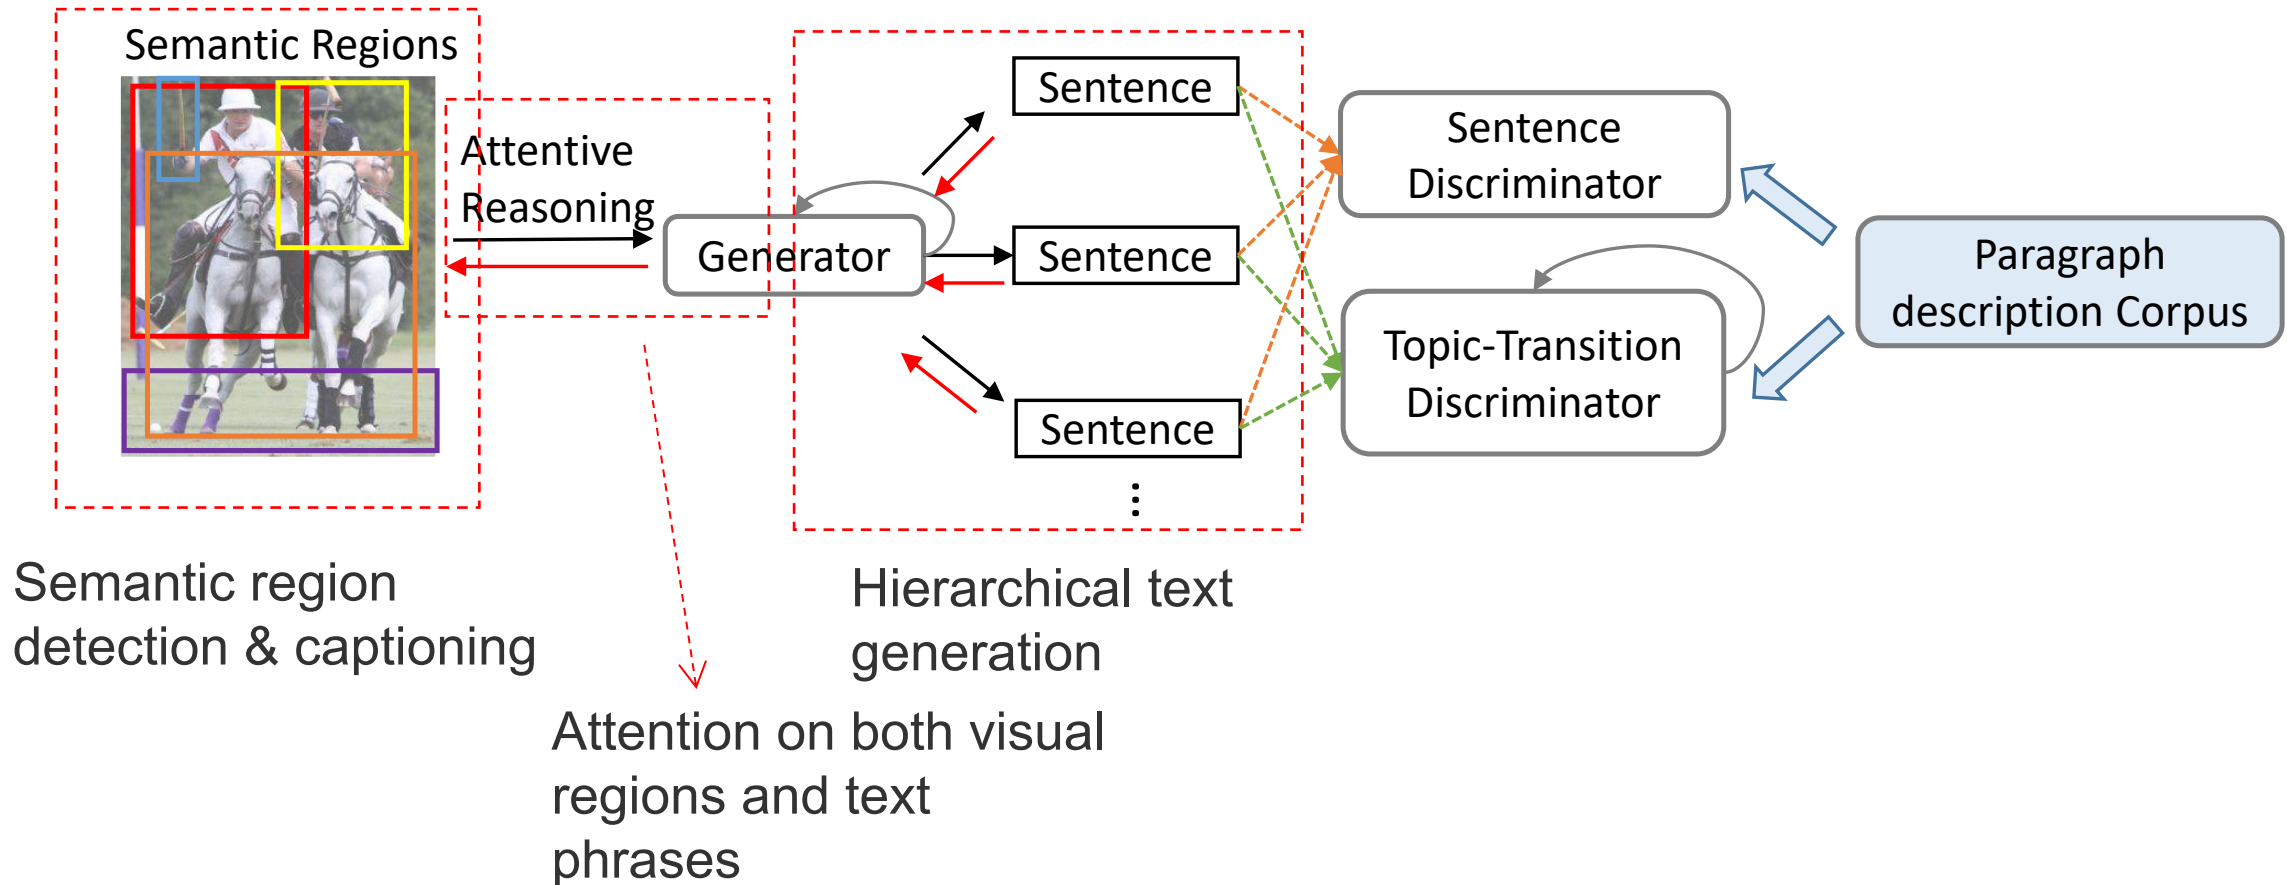 Semantic Regions
Attentive
Reasoning
Generator
Sentence
Sentence
Sentence
...
Sentence
Discriminator
Topic-Transition
Discriminator
Paragraph
description Corpus
Semantic region
detection & captioning
Hierarchical text
generation
Attention on both visual
regions and text
phrases